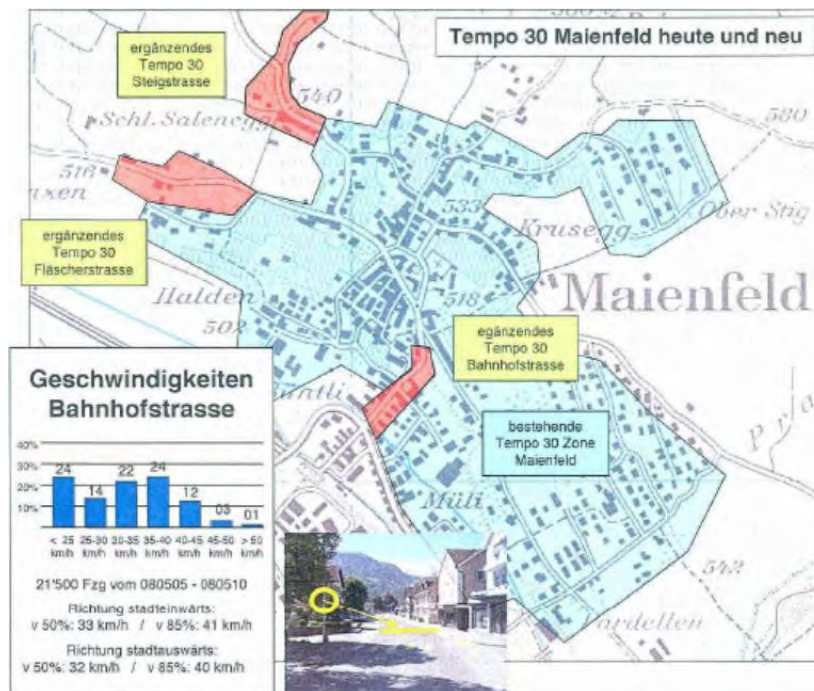 Tempo 30 Maienfeld heute und neu
ergänzendes
Tempo 30
Steigstrasse
540
Schl. Salenegg
580
516
ergänzendes
Tempo 30
Fläscherstrasse
533
Krusegg
Ober Stig
Halden
502
518
Maienfeld
egänzendes
Tempo 30
Bahnhofstrasse
bestehende
Tempo 30 Zone
Maienfeld
Müli
542
Geschwindigkeiten
Bahnhofstrasse
40%
30%
20%
10%
24 14 22 24 12 03 01
< 25 25-30 30-35 35-40 40-45 45-50 > 50
km/h km/h km/h km/h km/h km/h km/h
21'500 Fzg vom 080505 - 080510
Richtung stadteinwärts:
v 50%: 33 km/h / v 85%: 41 km/h
Richtung stadtauswärts:
v 50%: 32 km/h / v 85%: 40 km/h